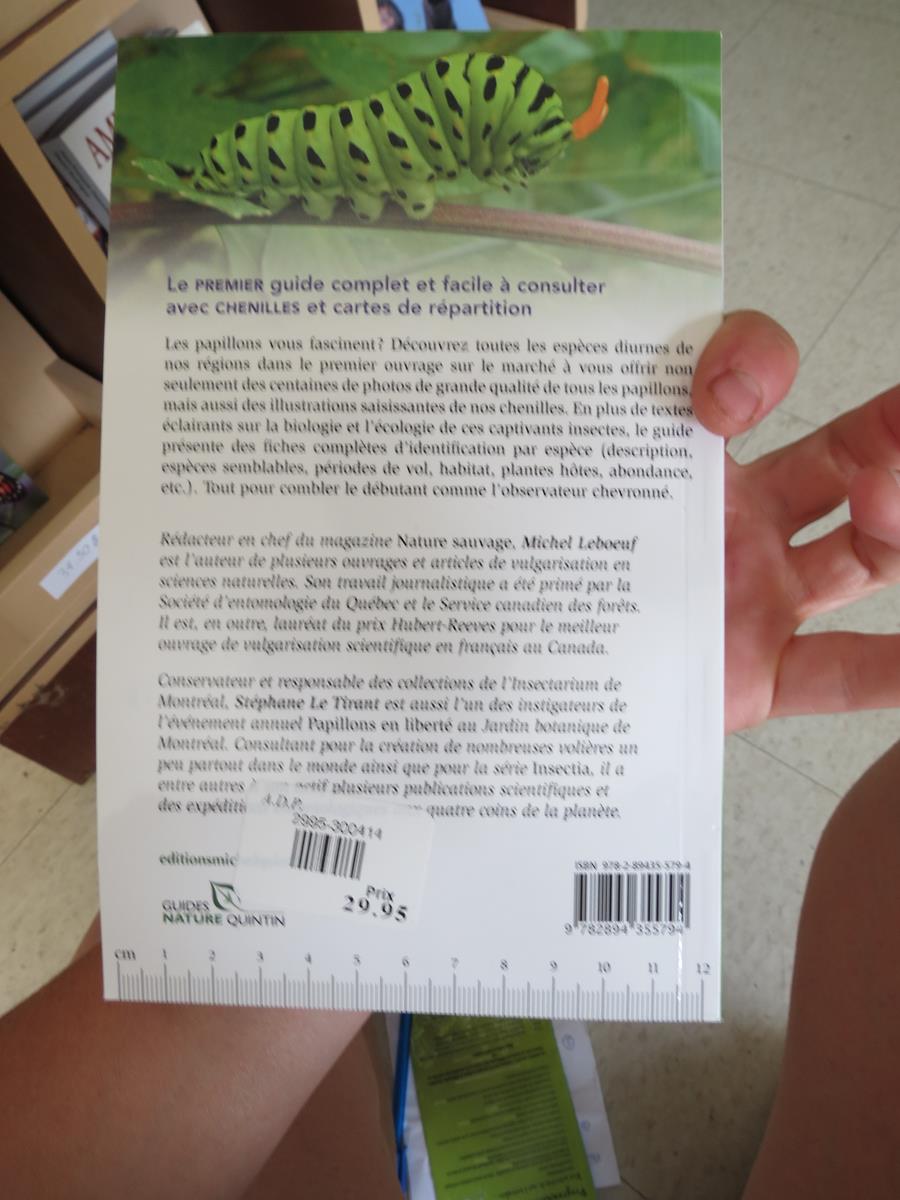 AM
Le PREMIER guide complet et facile à consulter
avec CHENILLES et cartes de répartition
Les papillons vous fascinent? Découvrez toutes les espèces diurnes de
nos régions dans le premier ouvrage sur le marché à vous offrir non
seulement des centaines de photos de grande qualité de tous les papillons,
mais aussi des illustrations saisissantes de nos chenilles. En plus de textes
éclairants sur la biologie et l'écologie de ces captivants insectes, le guide
présente des fiches complètes d'identification par espèce (description,
espèces semblables, périodes de vol, habitat, plantes hôtes, abondance,
etc.). Tout pour combler le débutant comme l'observateur chevronné.
Rédacteur en chef du magazine Nature sauvage, Michel Leboeuf
est l'auteur de plusieurs ouvrages et articles de vulgarisation en
sciences naturelles. Son travail journalistique a été primé par la
Société d'entomologie du Québec et le Service canadien des forêts.
Il est, en outre, lauréat du prix Hubert-Reeves pour le meilleur
ouvrage de vulgarisation scientifique en français au Canada.
Conservateur et responsable des collections de l'Insectarium de
Montréal, Stéphane Le Tirant est aussi l'un des instigateurs de
l'événement annuel Papillons en liberté au Jardin botanique de
Montréal. Consultant pour la création de nombreuses volières un
peu partout dans le monde ainsi que pour la série Insectia, il a
entre autres plusieurs publications scientifiques et
des quatre coins de la planète.
A.D.P.
2995-300414
Prix
29.95
editionsmic
GUIDES
NATURE QUINTIN
ISBN 978-2-89435-579-4
9 782894 355794
cm 1 2 3 4 5 6 7 8 9 10 11 12